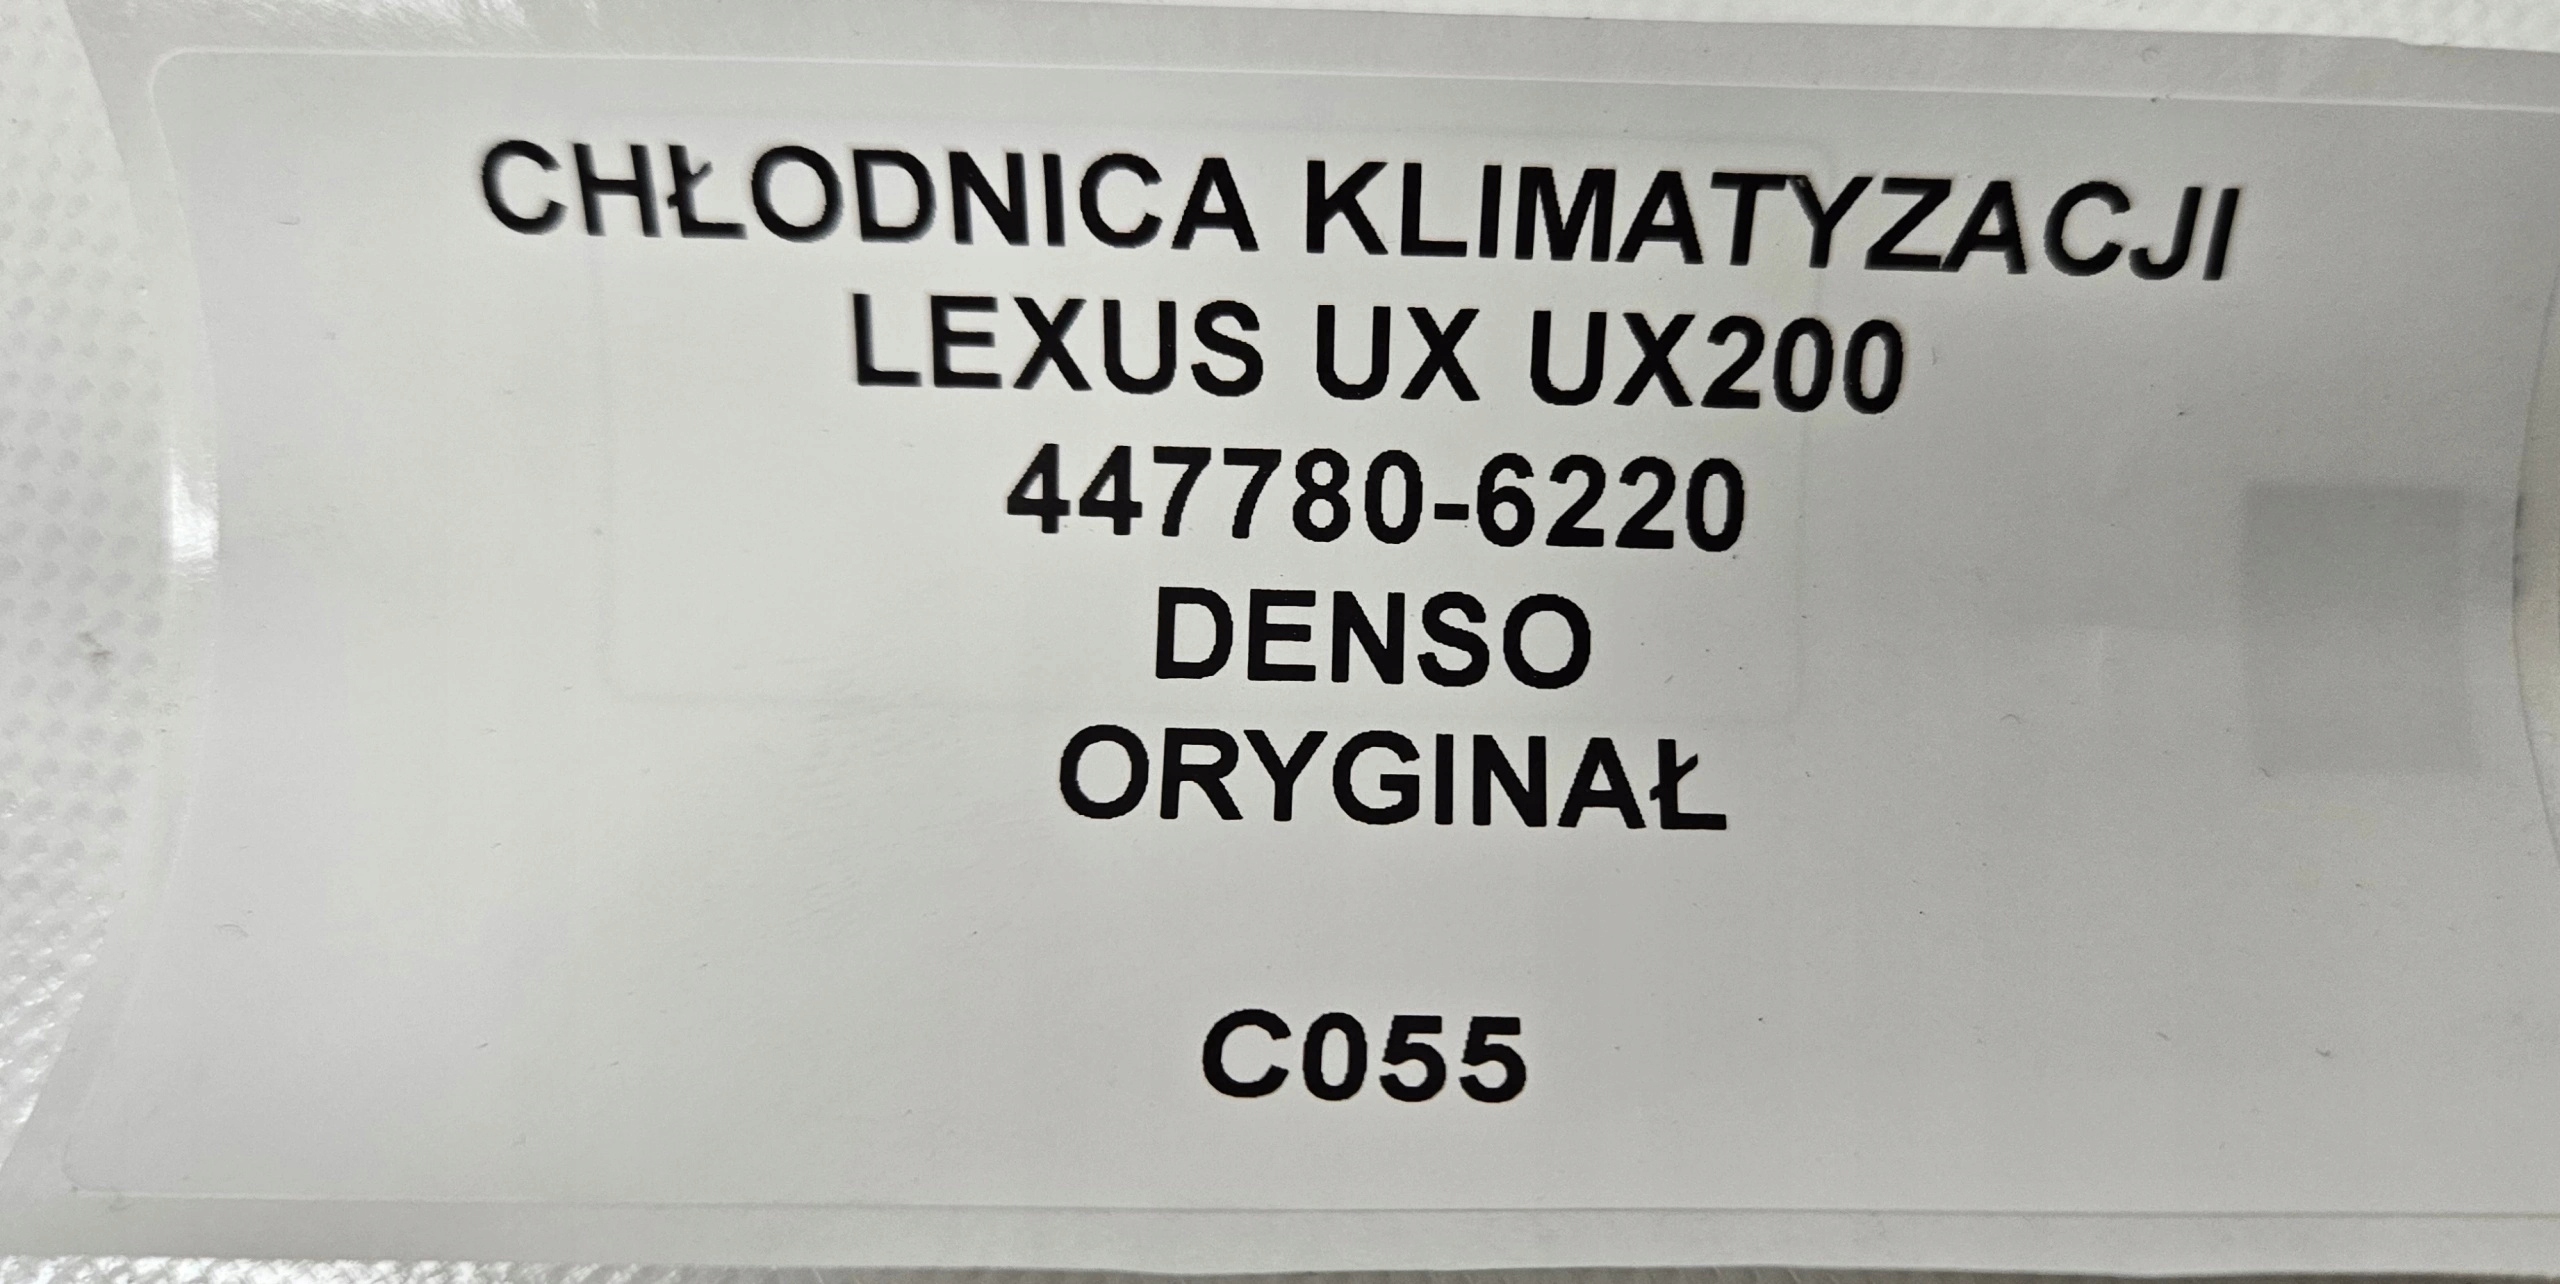 CHŁODNICA KLIMATYZACJI
LEXUS UX UX200
447780-6220
DENSO
ORYGINAŁ
C055